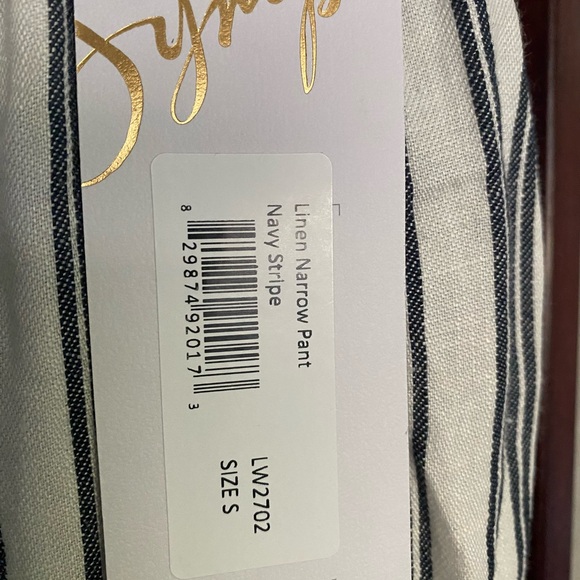 Linen Narrow Pant
Navy Stripe
8 29874 92017 3
LW2702
SIZE S